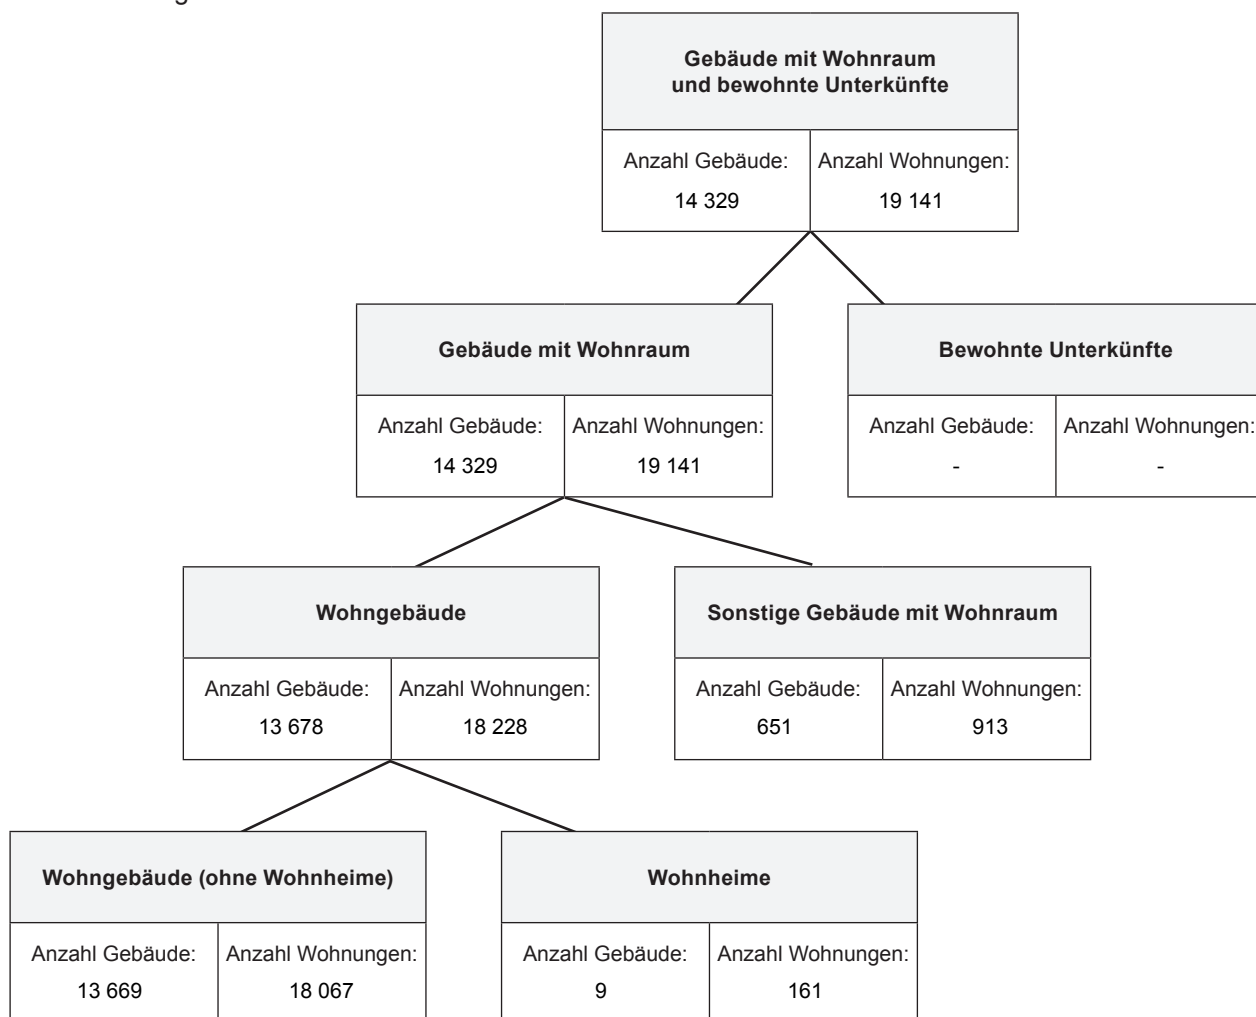 Gebäude mit Wohnraum
und bewohnte Unterkünfte
Anzahl Gebäude: Anzahl Wohnungen:
14 329 19 141
Gebäude mit Wohnraum Bewohnte Unterkünfte
Anzahl Gebäude: Anzahl Wohnungen: Anzahl Gebäude: Anzahl Wohnungen:
14 329 19 141 - -
Wohngebäude Sonstige Gebäude mit Wohnraum
Anzahl Gebäude: Anzahl Wohnungen: Anzahl Gebäude: Anzahl Wohnungen:
13 678 18 228 651 913
Wohngebäude (ohne Wohnheime) Wohnheime
Anzahl Gebäude: Anzahl Wohnungen: Anzahl Gebäude: Anzahl Wohnungen:
13 669 18 067 9 161